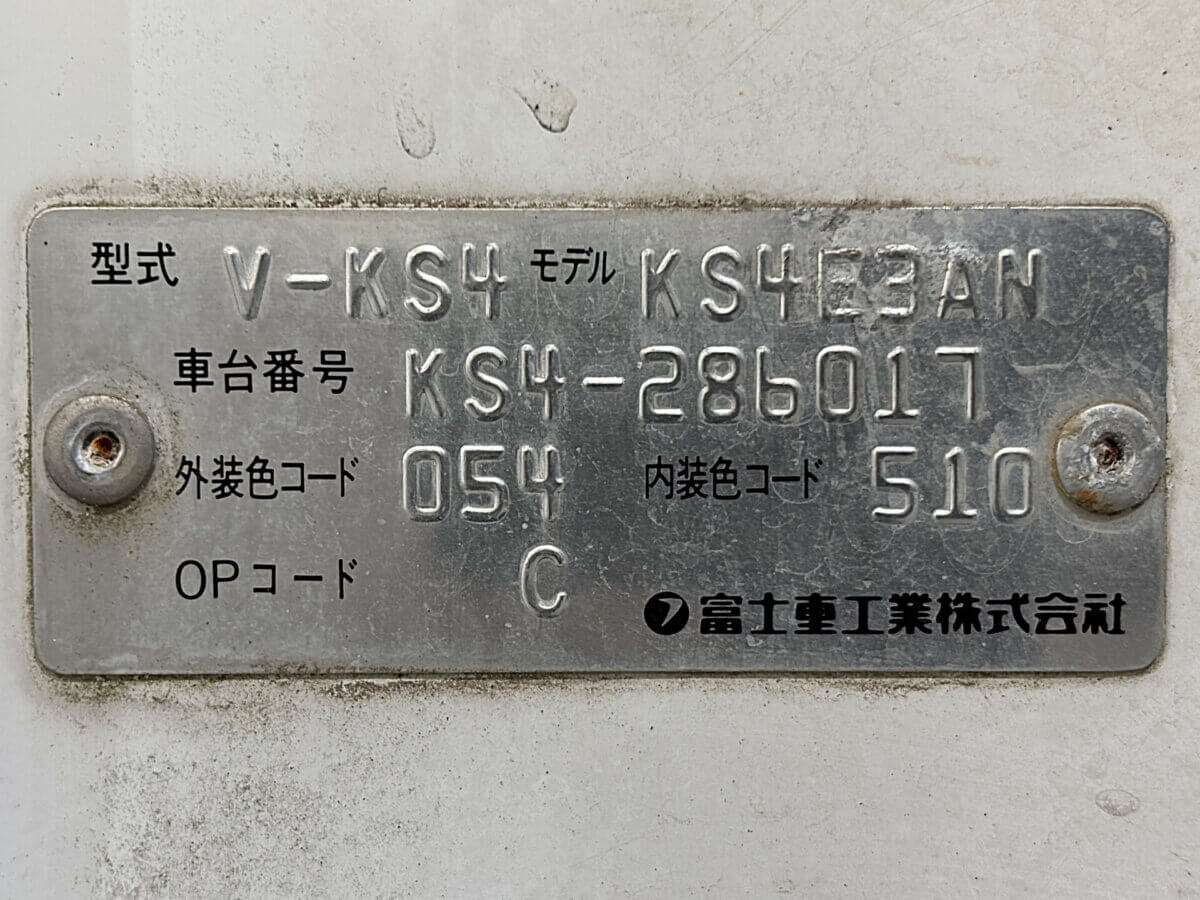 型式 V-KS4 モデル KS4E3AN
車台番号 KS4-286017
外装色コード 054 内装色コード 510
OPコード C
フ 富士重工業株式会社